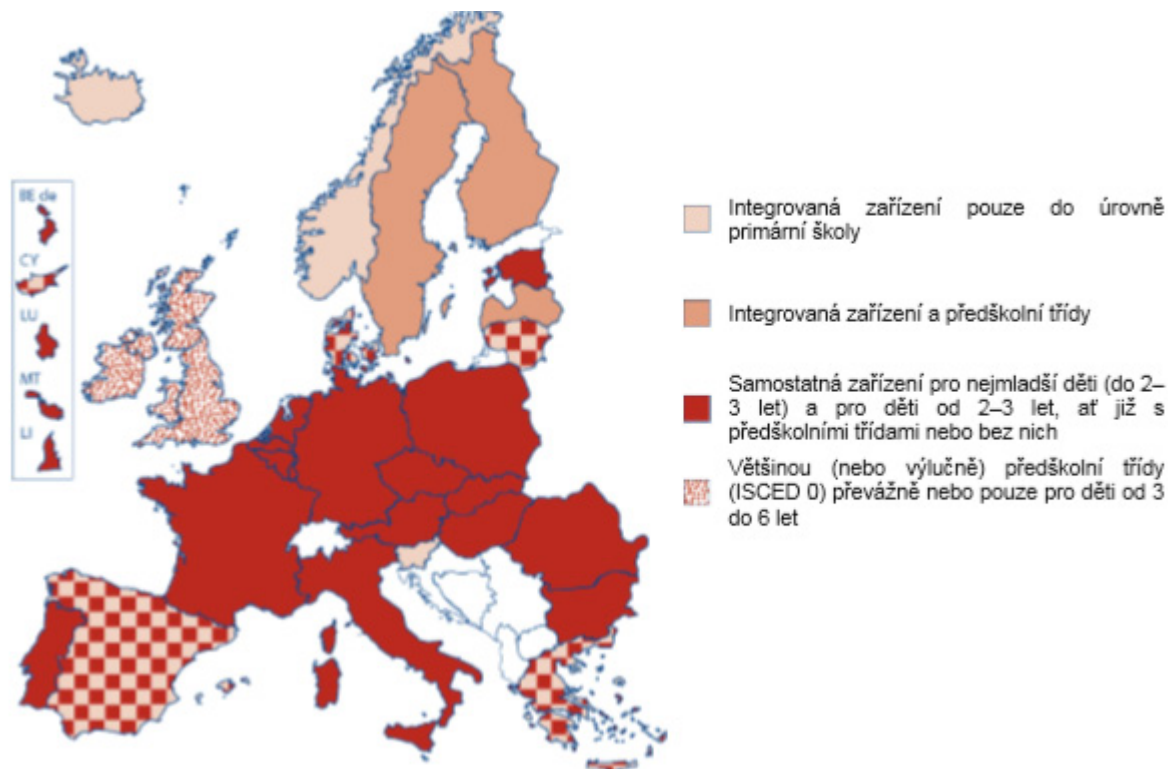 BE de
CY
LU
MT
LI
Integrovaná zařízení pouze do úrovně
primární školy
Integrovaná zařízení a předškolní třídy
Samostatná zařízení pro nejmladší děti (do 2–
3 let) a pro děti od 2–3 let, ať již s
předškolními třídami nebo bez nich
Většinou (nebo výlučně) předškolní třídy
(ISCED 0) převážně nebo pouze pro děti od 3
do 6 let